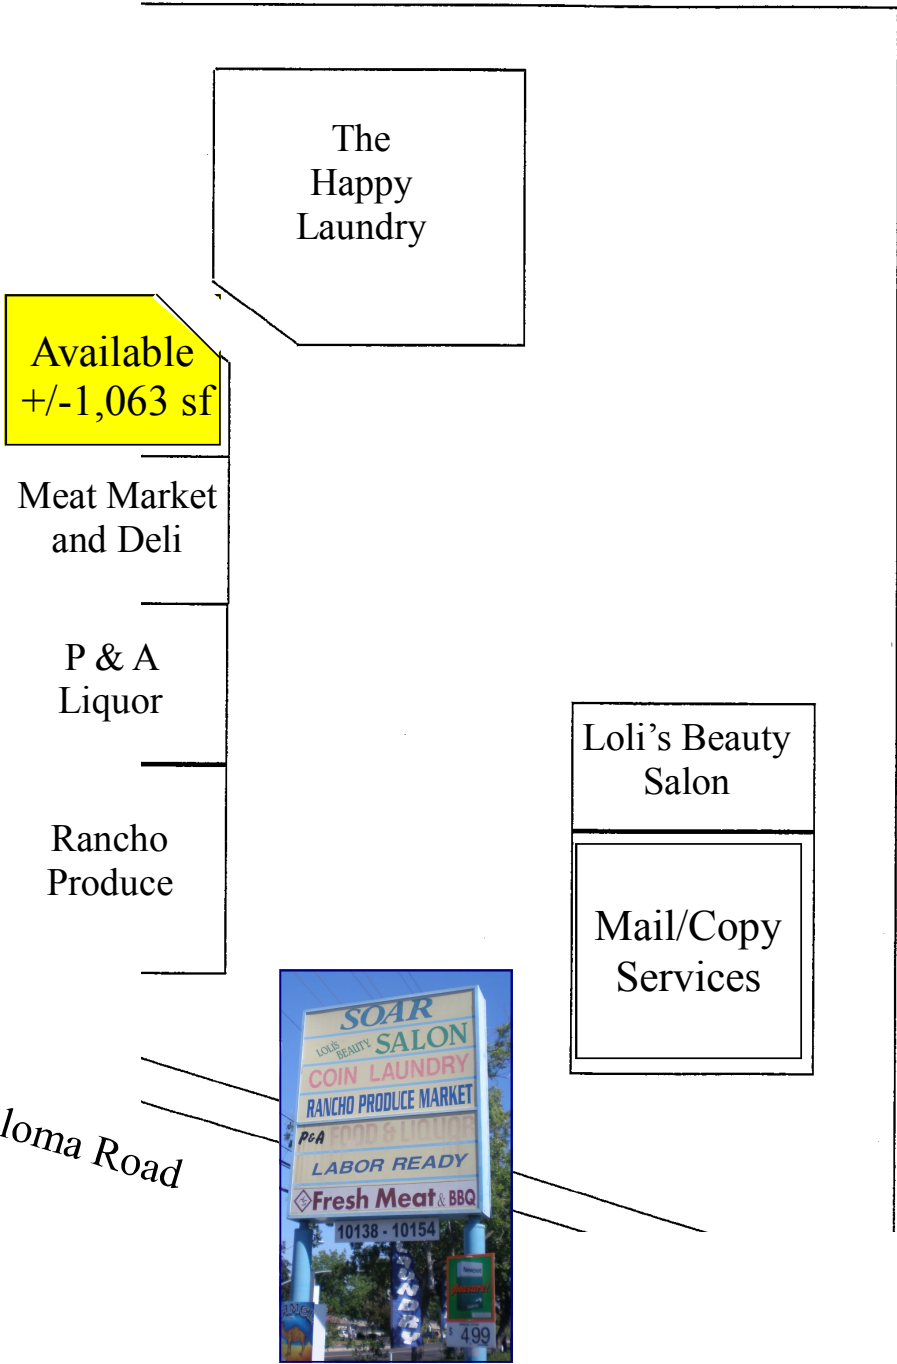 The
Happy
Laundry
Available
+/-1,063 sf
Meat Market
and Deli
P & A
Liquor
Rancho
Produce
Loli’s Beauty
Salon
Mail/Copy
Services
loma Road
SOAR
LOLI'S BEAUTY SALON
COIN LAUNDRY
RANCHO PRODUCE MARKET
P&A FOOD & LIQUOR
LABOR READY
Fresh Meat & BBQ
10138 - 10154
LAUNDRY
pleasure!
$ 499